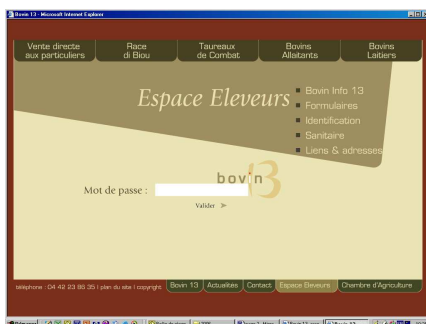 Bovin 13 - Microsoft Internet Explorer
Vente directe
aux particuliers
Race
di Biou
Taureaux
de Combat
Bovins
Allaitants
Bovins
Laitiers
Espace Eleveurs
Bovin Info 13
Formulaires
Identification
Sanitaire
Liens & adresses
bovin
13
Mot de passe :
Valider
téléphone : 04 42 23 86 35 I plan du site I copyright
Bovin 13
Actualités
Contact
Espace Eleveurs
Chambre d'Agriculture